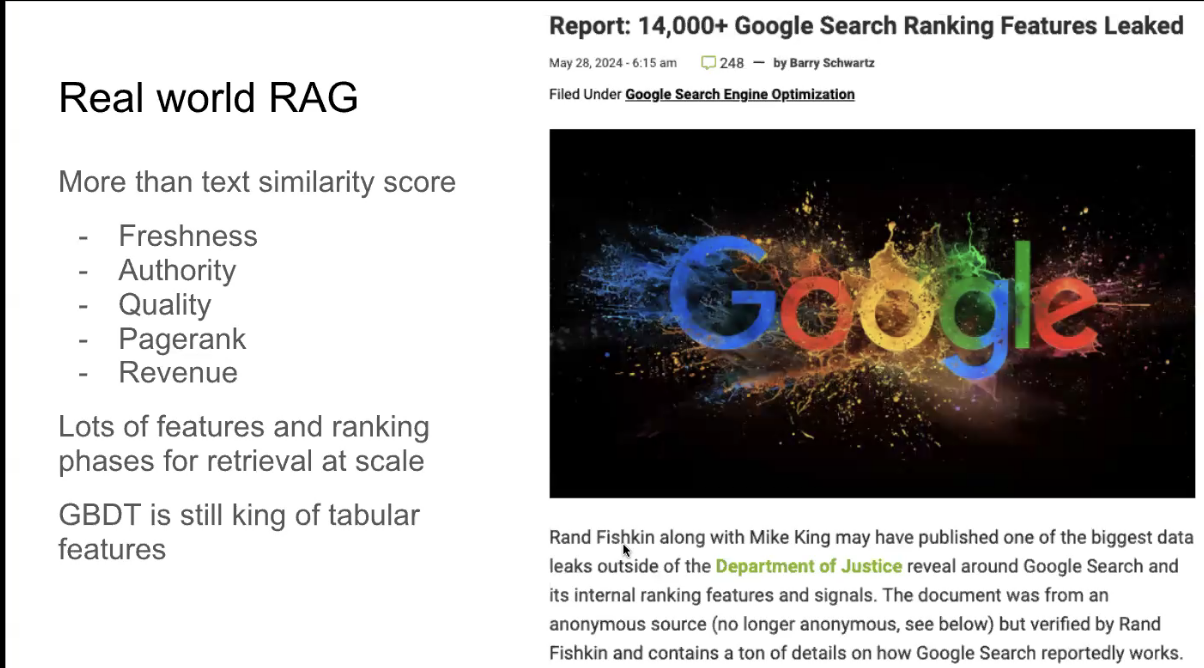 Real world RAG
More than text similarity score
- Freshness
- Authority
- Quality
- Pagerank
- Revenue
Lots of features and ranking
phases for retrieval at scale
GBDT is still king of tabular
features
Report: 14,000+ Google Search Ranking Features Leaked
May 28, 2024 - 6:15 am 248 — by Barry Schwartz
Filed Under Google Search Engine Optimization
Google
Rand Fishkin along with Mike King may have published one of the biggest data
leaks outside of the Department of Justice reveal around Google Search and
its internal ranking features and signals. The document was from an
anonymous source (no longer anonymous, see below) but verified by Rand
Fishkin and contains a ton of details on how Google Search reportedly works.